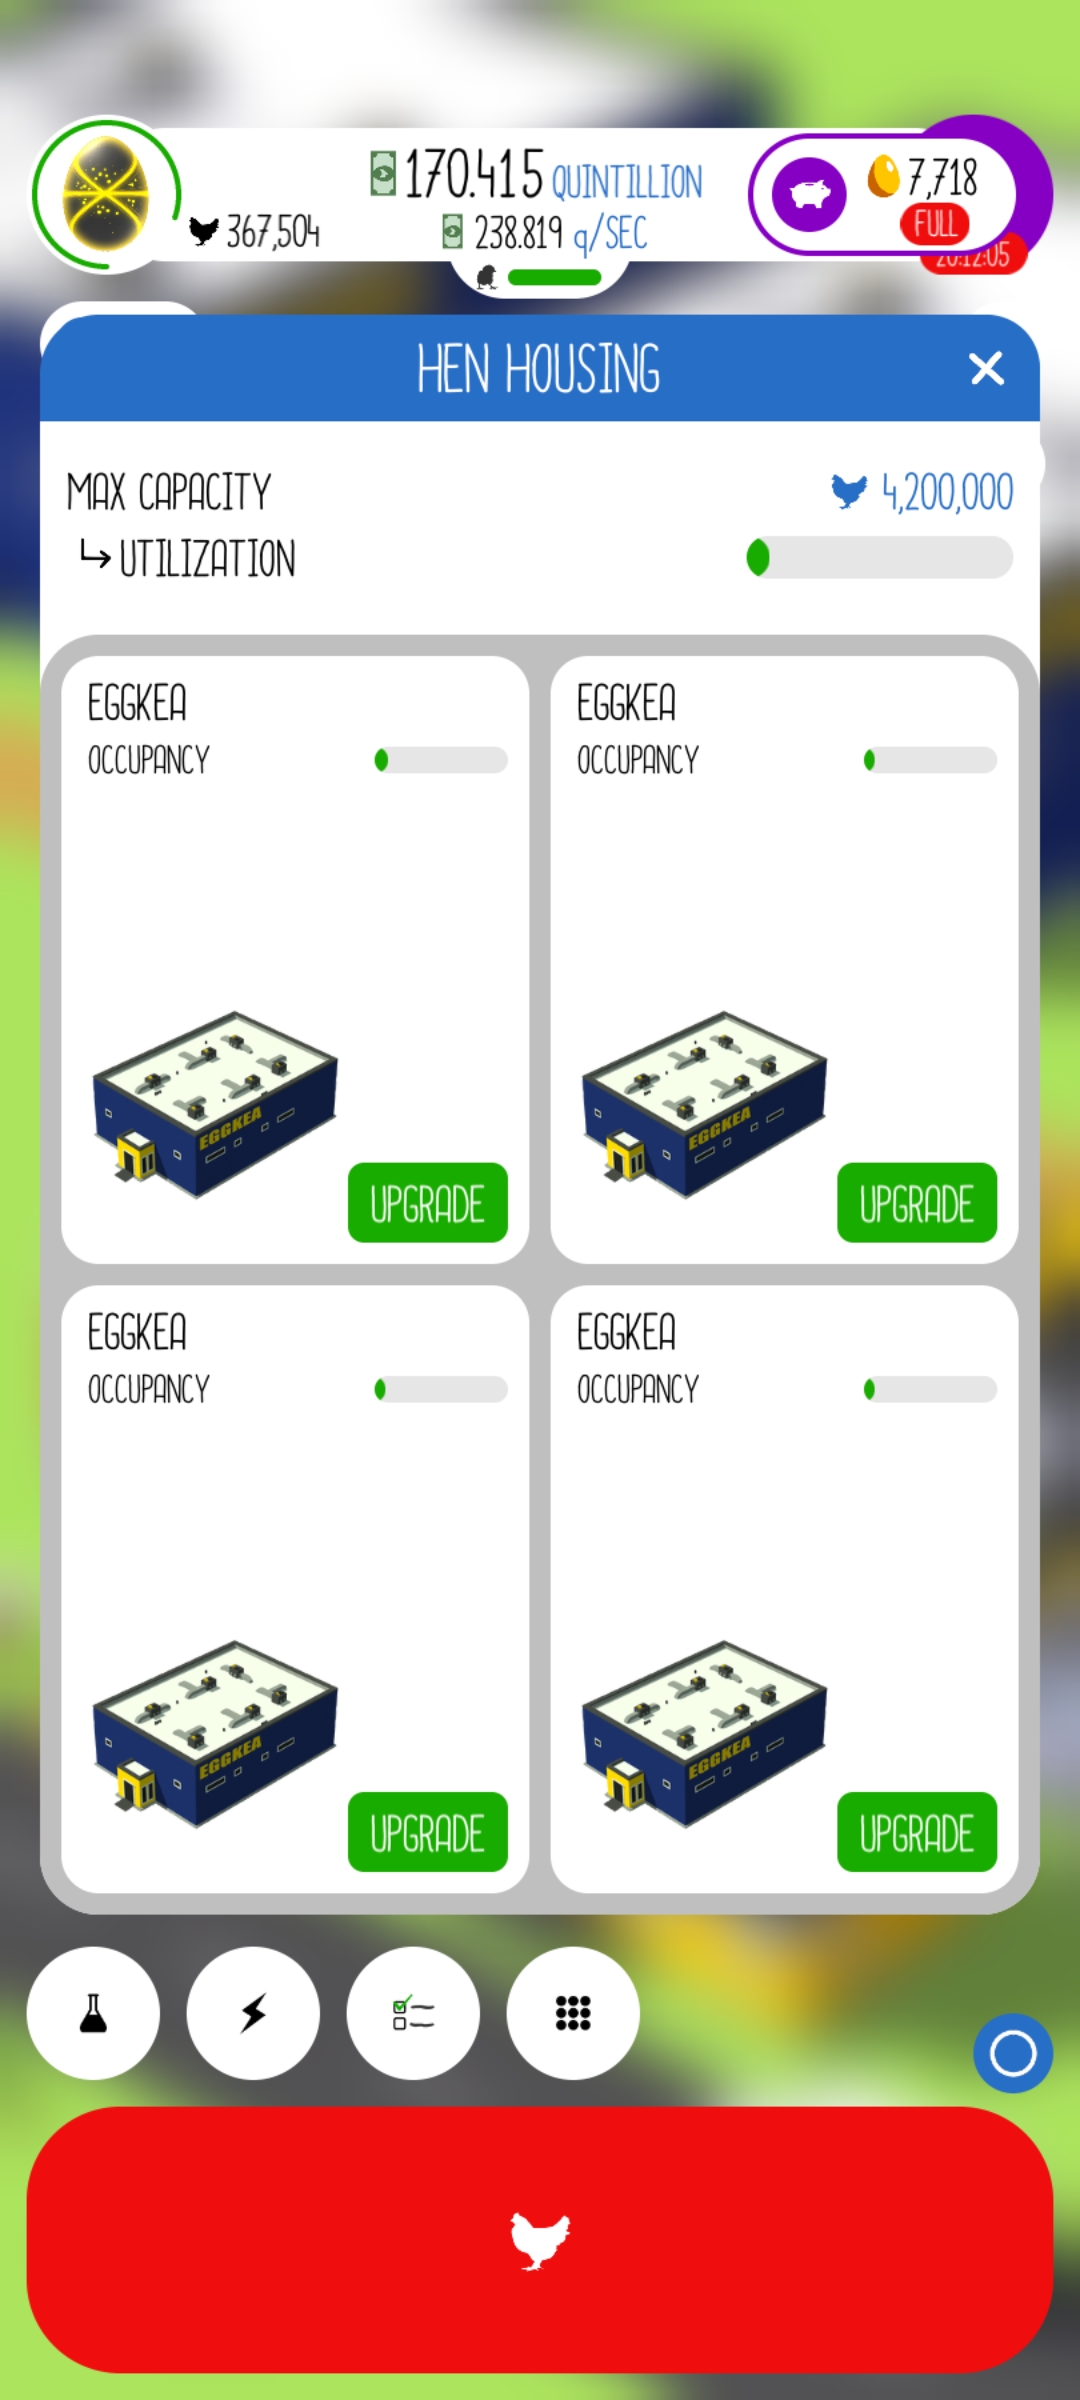 170.415 QUINTILLION
367,504
238.819 q/SEC
7,718
FULL
20:12:05
HEN HOUSING
MAX CAPACITY
4,200,000
UTILIZATION
EGGKEA
OCCUPANCY
EGGKEA
UPGRADE
EGGKEA
OCCUPANCY
EGGKEA
UPGRADE
EGGKEA
OCCUPANCY
EGGKEA
UPGRADE
EGGKEA
OCCUPANCY
EGGKEA
UPGRADE